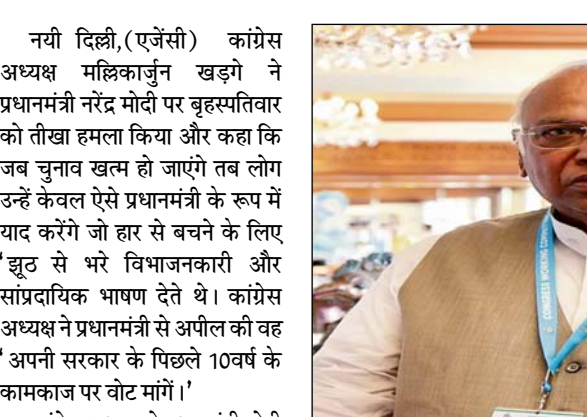 नयी दिल्ली,(एजेंसी) कांग्रेस
अध्यक्ष मल्लिकार्जुन खड़गे ने
प्रधानमंत्री नरेंद्र मोदी पर बृहस्पतिवार
को तीखा हमला किया और कहा कि
जब चुनाव खत्म हो जाएंगे तब लोग
उन्हें केवल ऐसे प्रधानमंत्री के रूप में
याद करेंगे जो हार से बचने के लिए
‘झूठ से भरे विभाजनकारी और
सांप्रदायिक भाषण देते थे। कांग्रेस
अध्यक्ष ने प्रधानमंत्री से अपील की वह
‘ अपनी सरकार के पिछले 10वर्ष के
कामकाज पर वोट मांगें।’
CONGRESS WORKING